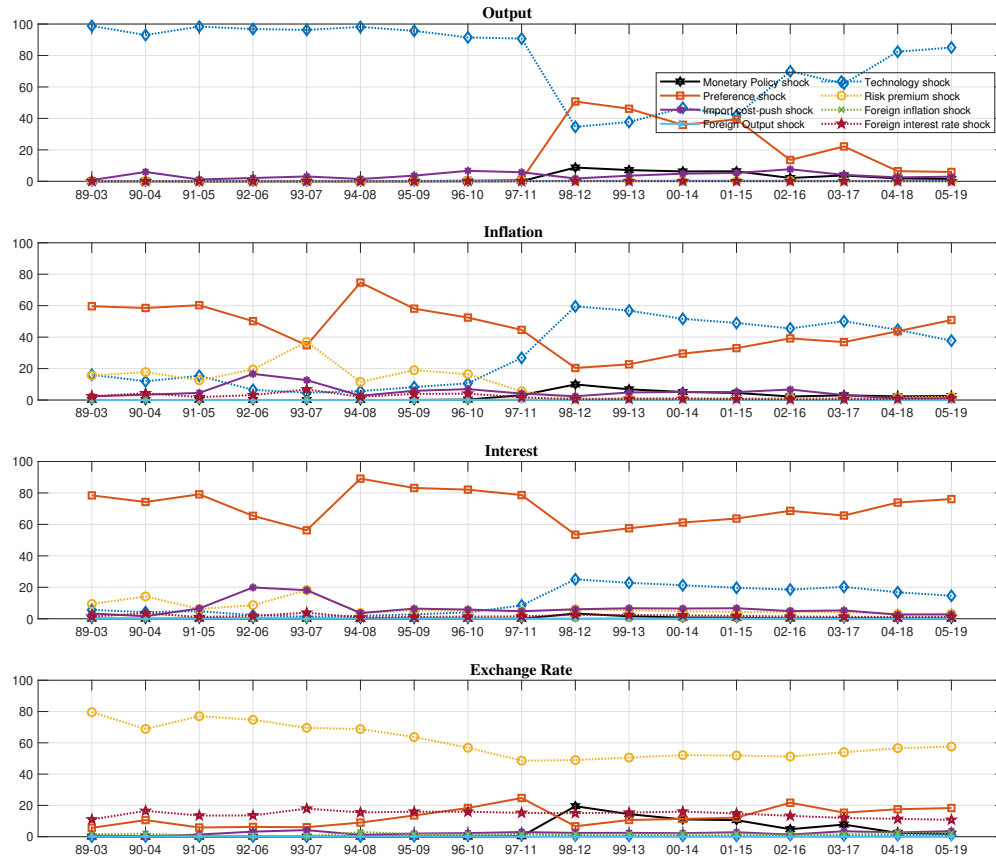 Output
100
80
60
40
20
0
Monetary Policy shock
Preference shock
Import cost-push shock
Foreign Output shock
Technology shock
Risk premium shock
Foreign inflation shock
Foreign interest rate shock
89-03 90-04 91-05 92-06 93-07 94-08 95-09 96-10 97-11 98-12 99-13 00-14 01-15 02-16 03-17 04-18 05-19
Inflation
100
80
60
40
20
0
89-03 90-04 91-05 92-06 93-07 94-08 95-09 96-10 97-11 98-12 99-13 00-14 01-15 02-16 03-17 04-18 05-19
Interest
100
80
60
40
20
0
89-03 90-04 91-05 92-06 93-07 94-08 95-09 96-10 97-11 98-12 99-13 00-14 01-15 02-16 03-17 04-18 05-19
Exchange Rate
100
80
60
40
20
0
89-03 90-04 91-05 92-06 93-07 94-08 95-09 96-10 97-11 98-12 99-13 00-14 01-15 02-16 03-17 04-18 05-19